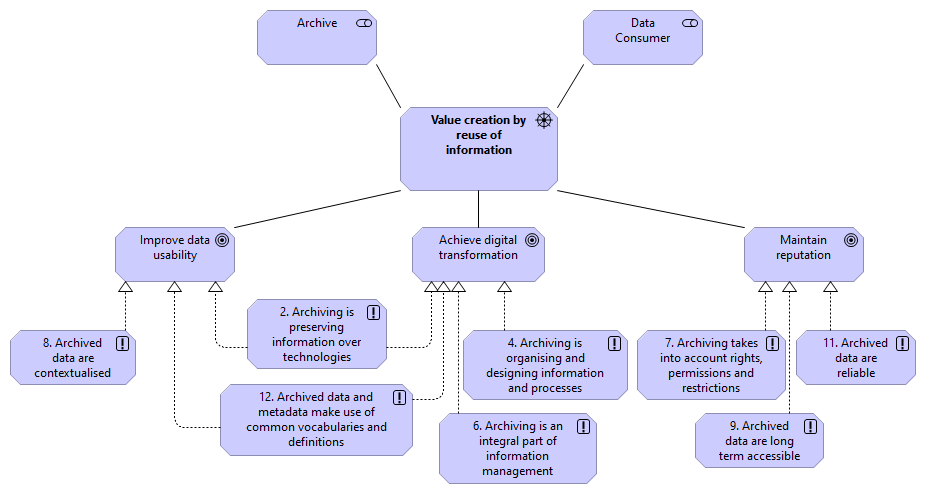 Archive
Data
Consumer
Value creation by
reuse of
information
Improve data
usability
Achieve digital
transformation
Maintain
reputation
2. Archiving is
preserving
information over
technologies
8. Archived
data are
contextualised
4. Archiving is
organising and
designing information
and processes
7. Archiving takes
into account rights,
permissions and
restrictions
11. Archived
data are
reliable
12. Archived data and
metadata make use of
common vocabularies and
definitions
6. Archiving is an
integral part of
information
management
9. Archived
data are long
term accessible